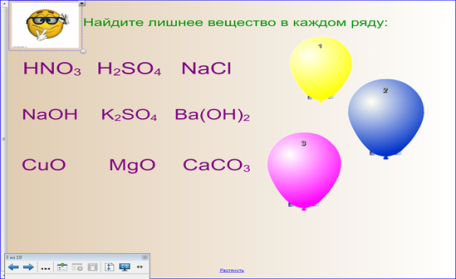 Найдите лишнее вещество в каждом ряду:
HNO₃ H₂SO₄ NaCl
1
2
NaOH K₂SO₄ Ba(OH)₂
3
CuO MgO CaCO₃
Растянуть